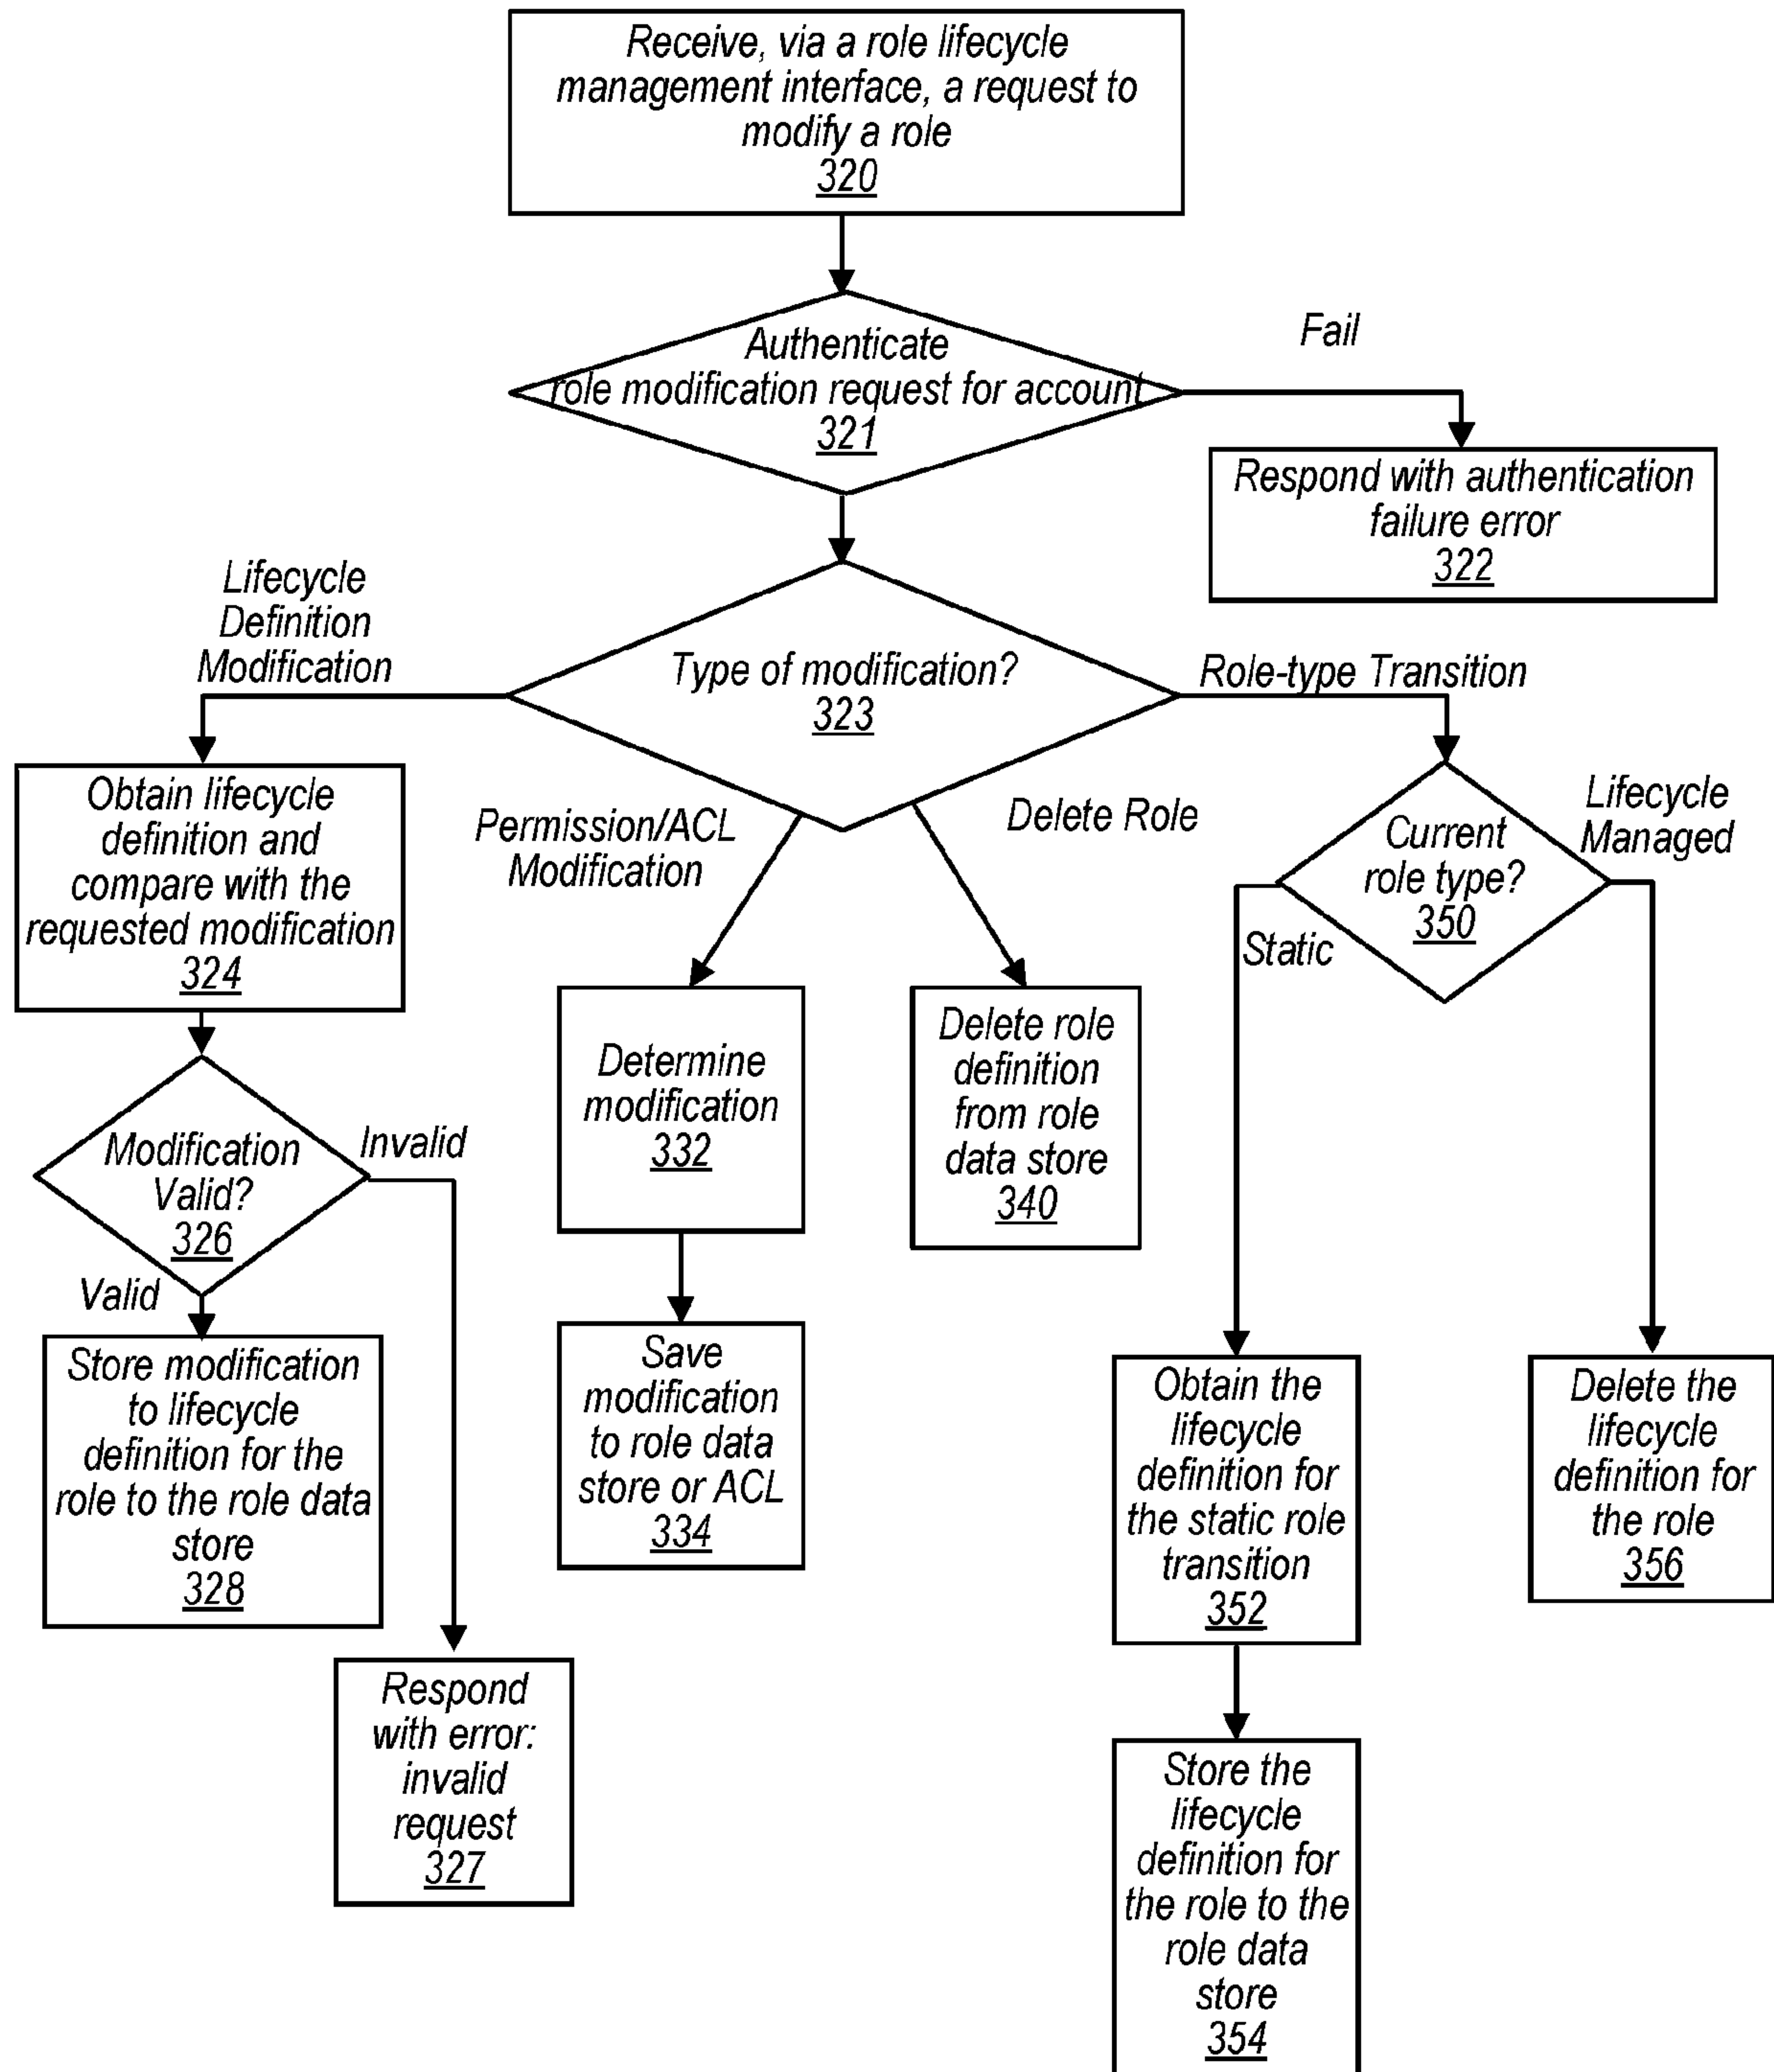 Receive, via a role lifecycle
management interface, a request to
modify a role
320
Authenticate
role modification request for account
321
Fail
Respond with authentication
failure error
322
Lifecycle
Definition
Modification
Type of modification?
323
Role-type Transition
Obtain lifecycle
definition and
compare with the
requested modification
324
Permission/ACL
Modification
Delete Role
Current
role type?
350
Lifecycle
Managed
Static
Determine
modification
332
Delete role
definition
from role
data store
340
Modification
Valid?
326
Invalid
Valid
Store modification
to lifecycle
definition for the
role to the role data
store
328
Save
modification
to role data
store or ACL
334
Obtain the
lifecycle
definition for
the static role
transition
352
Delete the
lifecycle
definition for
the role
356
Respond
with error:
invalid
request
327
Store the
lifecycle
definition for
the role to the
role data
store
354